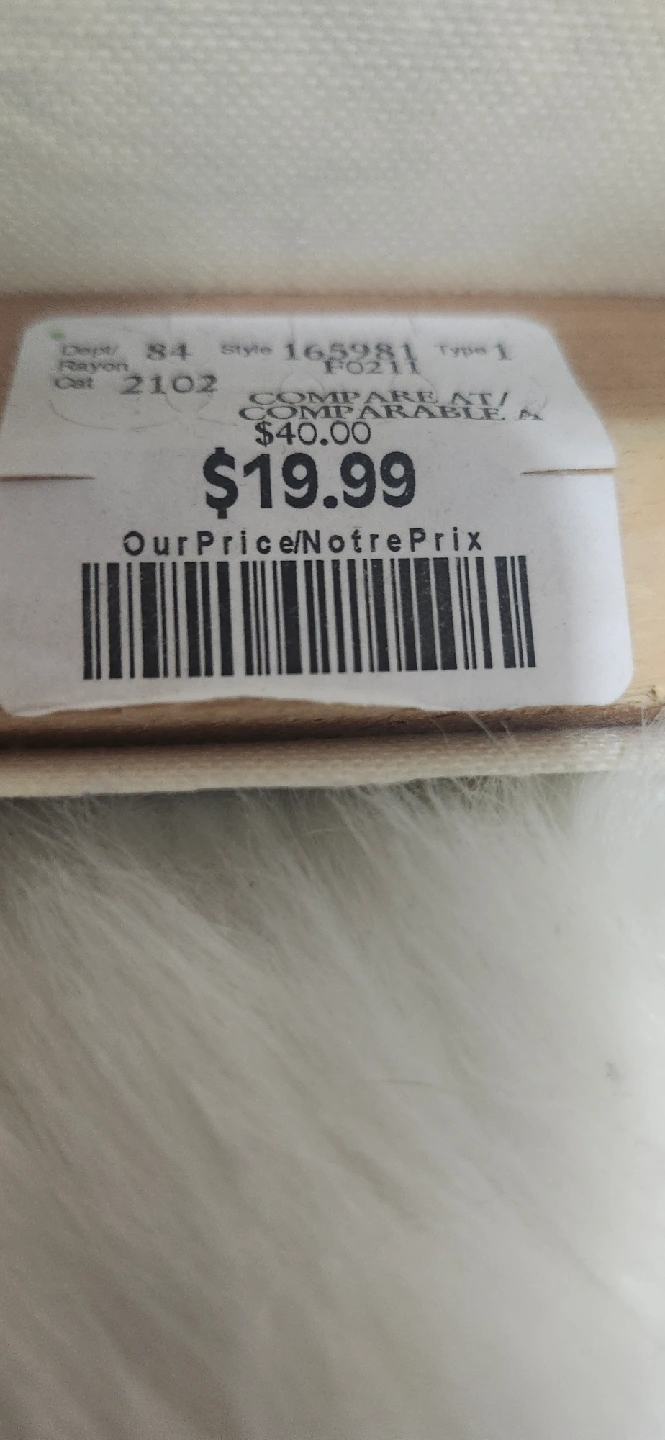 Dept/ 84 Style 165981 Type 1
Rayon F0211
Cat 2102
COMPARE AT/
COMPARABLE A
$40.00
$19.99
OurPrice/NotrePrix